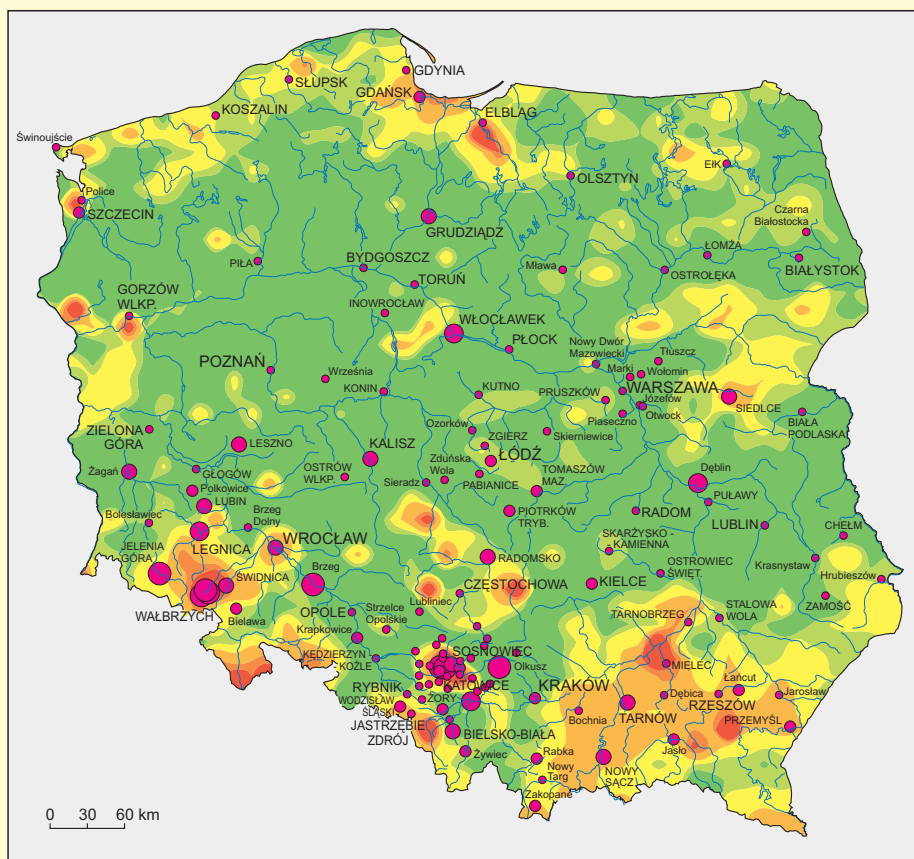 GDYNIA
SŁUPSK
GDAŃSK
KOSZALIN
ELBLĄG
Świnoujście
EłK
OLSZTYN
Police
SZCZECIN
Czarna
Białostocka
GRUDZIĄDZ
ŁOMŻA
PIŁA
BYDGOSZCZ
Mława
OSTROŁĘKA
BIAŁYSTOK
TORUŃ
GORZÓW
WLKP.
INOWROCŁAW
WŁOCŁAWEK
PŁOCK
Nowy Dwór
Mazowiecki
Tłuszcz
POZNAŃ
Września
Marki
Wołomin
KONIN
KUTNO
PRUSZKÓW
WARSZAWA
Józefów
SIEDLCE
Otwock
Piaseczno
BIAŁA
PODLASKA
ZIELONA
GÓRA
LESZNO
Ozorków
ZGIERZ
Skierniewice
KALISZ
ŁÓDŹ
Żagań
GŁOGÓW
OSTRÓW
WLKP.
Zduńska
Wola
Sieradz
PABIANICE
TOMASZÓW
MAZ.
Dęblin
Polkowice
LUBIN
PIOTRKÓW
TRYB.
RADOM
PUŁAWY
Bolesławiec
Brzeg
Dolny
LUBLIN
CHEŁM
LEGNICA
WROCŁAW
SKARŻYSKO -
- KAMIENNA
JELENIA
GÓRA
RADOMSKO
Krasnystaw
ŚWIDNICA
Brzeg
CZĘSTOCHOWA
KIELCE
OSTROWIEC
ŚWIĘT.
Hrubieszów
WAŁBRZYCH
Bielawa
OPOLE
Strzelce
Opolskie
Lubliniec
TARNOBRZEG
STALOWA
WOLA
ZAMOŚĆ
Krapkowice
KĘDZIERZYN -
KOŹLE
SOSNOWIEC
Olkusz
MIELEC
KATOWICE
KRAKÓW
Łańcut
RYBNIK
ŻORY
Dębica
RZESZÓW
Jarosław
WODZISŁAW
ŚLĄSKI
Bochnia
TARNÓW
PRZEMYŚL
JASTRZĘBIE
ZDRÓJ
BIELSKO-BIAŁA
Jasło
Żywiec
Rabka
Nowy
Targ
NOWY
SĄCZ
Zakopane
0 30 60 km